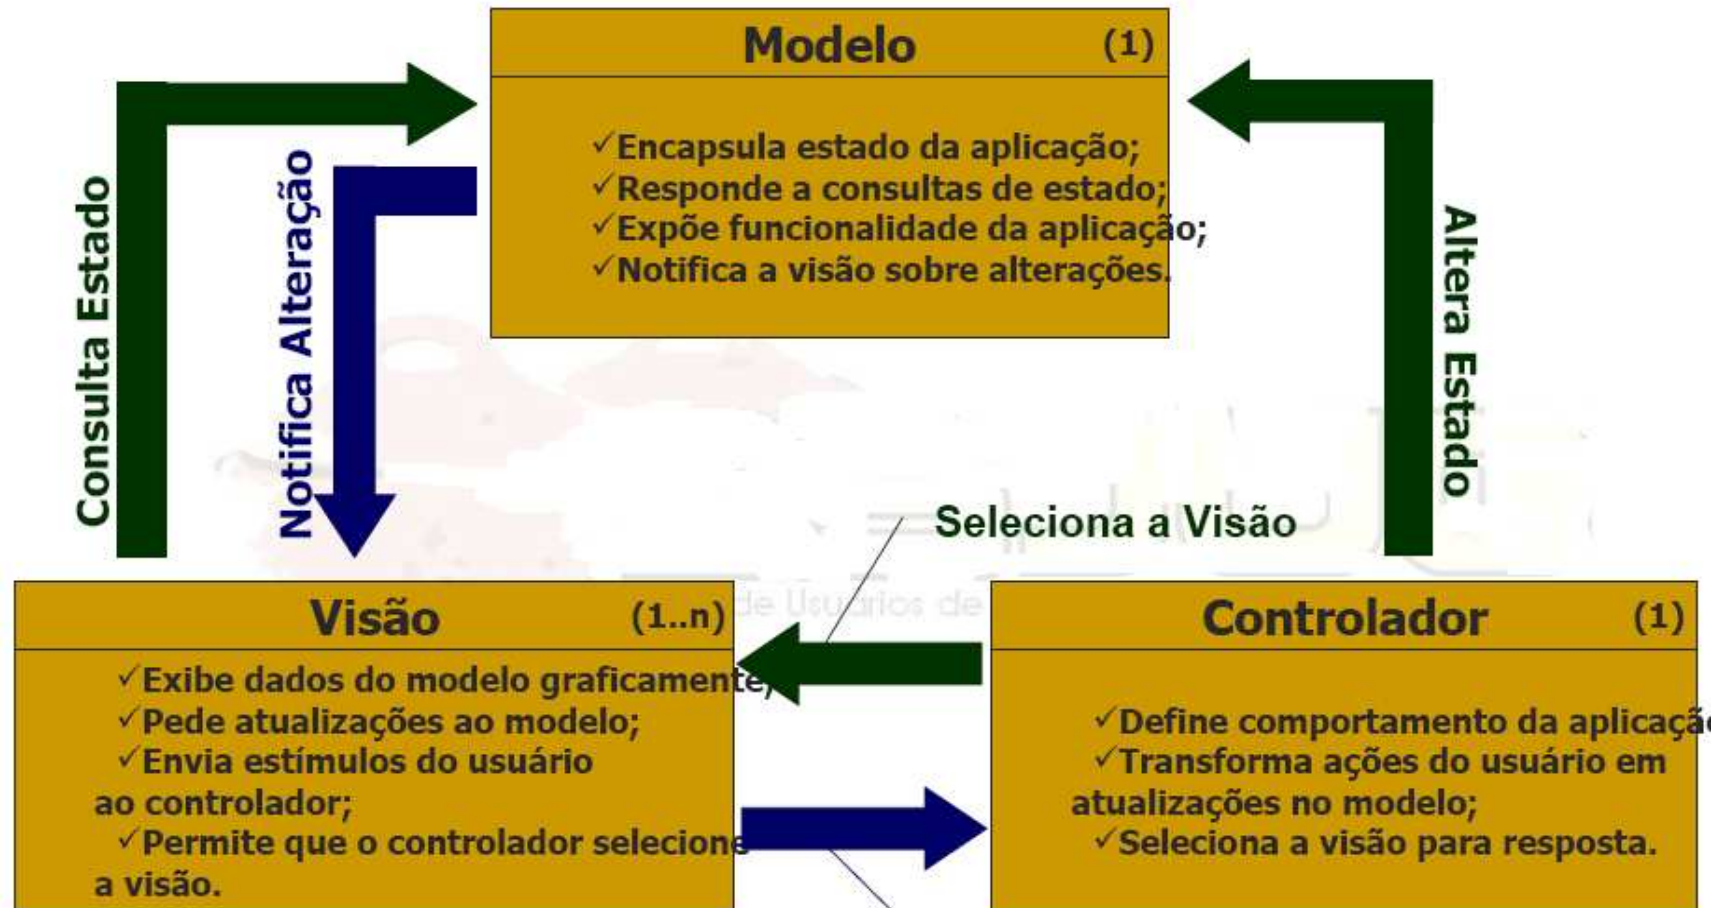 Modelo (1)
✓Encapsula estado da aplicação;
✓Responde a consultas de estado;
✓Expõe funcionalidade da aplicação;
✓Notifica a visão sobre alterações.
Consulta Estado
Notifica Alteração
Altera Estado
Seleciona a Visão
de Usuários de
Visão (1..n)
✓Exibe dados do modelo graficamente;
✓Pede atualizações ao modelo;
✓Envia estímulos do usuário
ao controlador;
✓Permite que o controlador selecione
a visão.
Controlador (1)
✓Define comportamento da aplicação
✓Transforma ações do usuário em
atualizações no modelo;
✓Seleciona a visão para resposta.